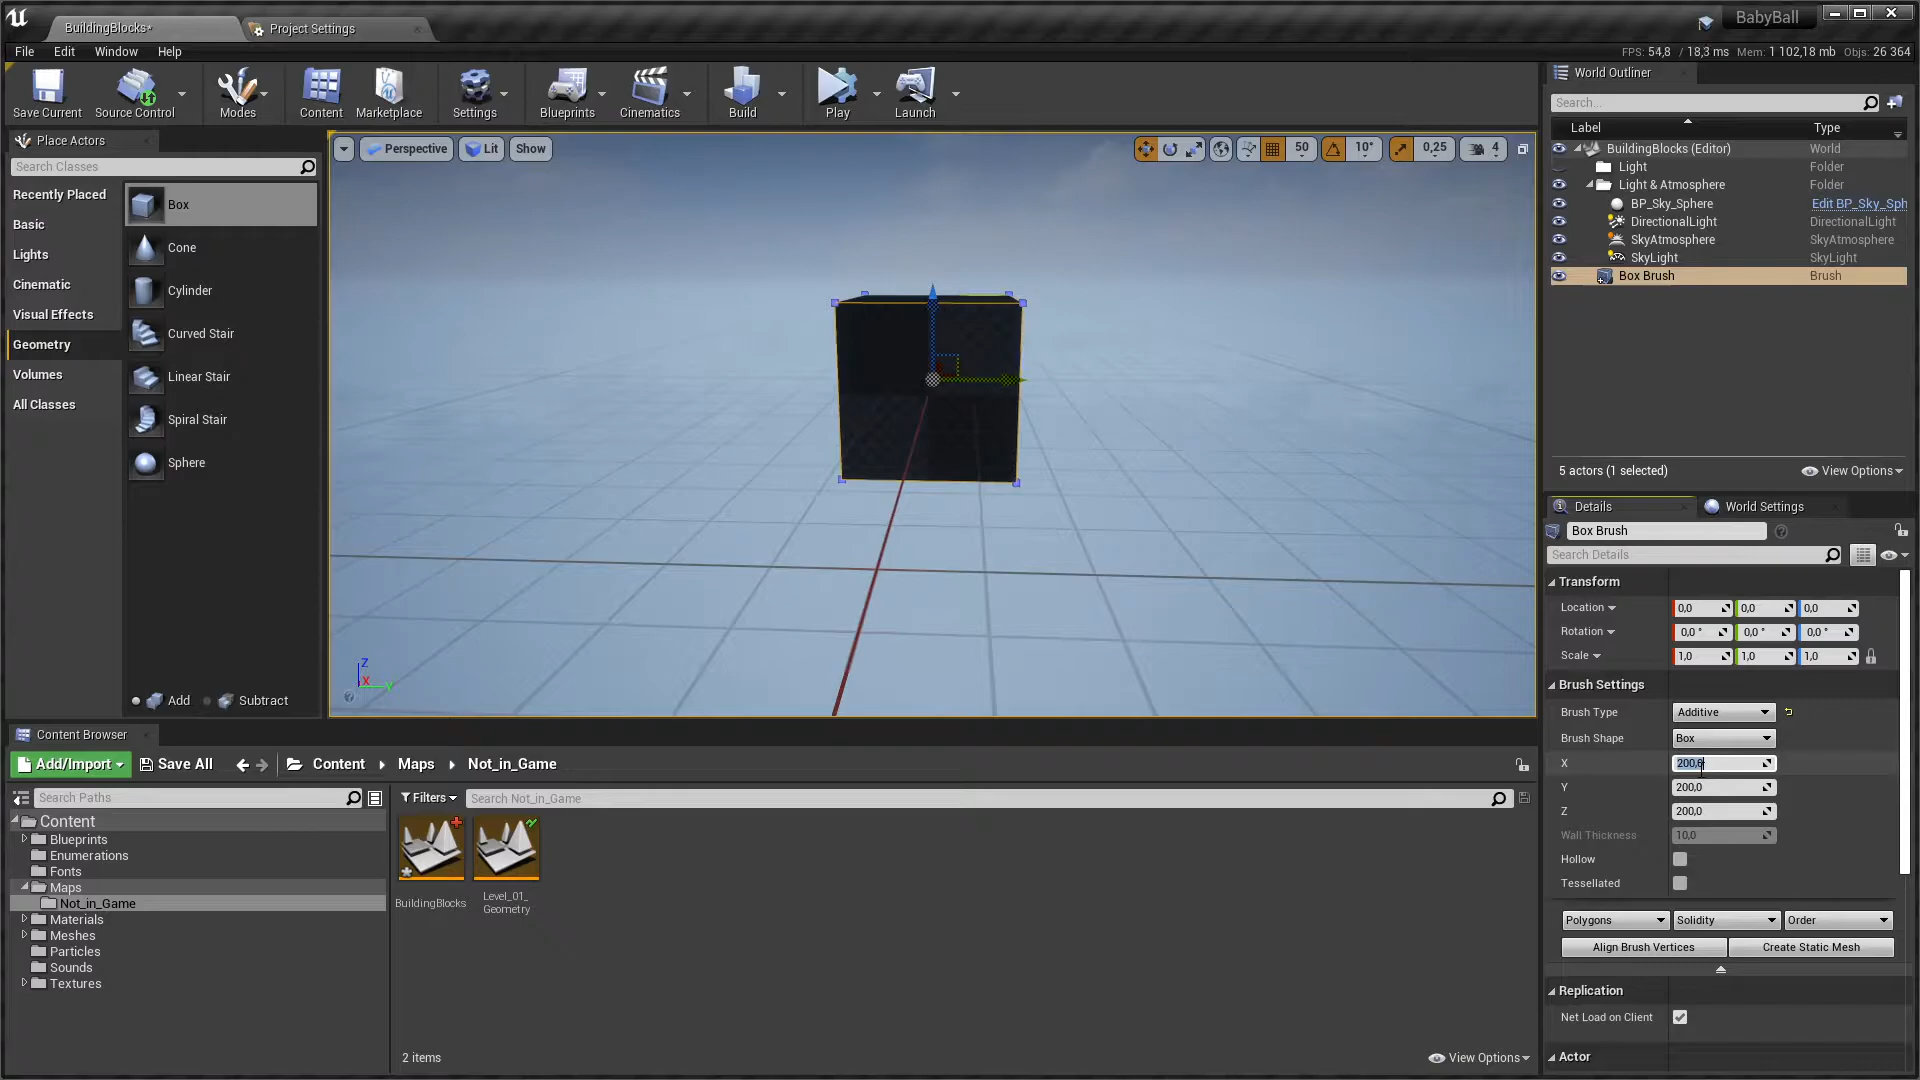 BuildingBlocks*
Project Settings
BabyBall
File Edit Window Help
FPS: 54,8 / 18,3 ms Mem: 1 102,18 mb Objs: 26 364
Save Current
Source Control
Modes
Content
Marketplace
Settings
Blueprints
Cinematics
Build
Play
Launch
Place Actors
Search Classes
Recently Placed
Basic
Lights
Cinematic
Visual Effects
Geometry
Volumes
All Classes
Box
Cone
Cylinder
Curved Stair
Linear Stair
Spiral Stair
Sphere
Add
Subtract
Perspective
Lit
Show
50
10°
0,25
4
Z
X
Y
World Outliner
Search...
Label Type
BuildingBlocks (Editor) World
Light Folder
Light & Atmosphere Folder
BP_Sky_Sphere Edit BP_Sky_Sph
DirectionalLight DirectionalLight
SkyAtmosphere SkyAtmosphere
SkyLight SkyLight
Box Brush Brush
5 actors (1 selected)
View Options
Details
World Settings
Box Brush
Search Details
Transform
Location 0,0 0,0 0,0
Rotation 0,0 ° 0,0 ° 0,0 °
Scale 1,0 1,0 1,0
Brush Settings
Brush Type Additive
Brush Shape Box
X 200,0
Y 200,0
Z 200,0
Wall Thickness 10,0
Hollow
Tessellated
Polygons Solidity Order
Align Brush Vertices Create Static Mesh
Replication
Net Load on Client
Actor
Content Browser
Add/Import Save All Content Maps Not_in_Game
Search Paths
Filters
Search Not_in_Game
Content
Blueprints
Enumerations
Fonts
Maps
Not_in_Game
Materials
Meshes
Particles
Sounds
Textures
BuildingBlocks
Level_01_
Geometry
2 items
View Options